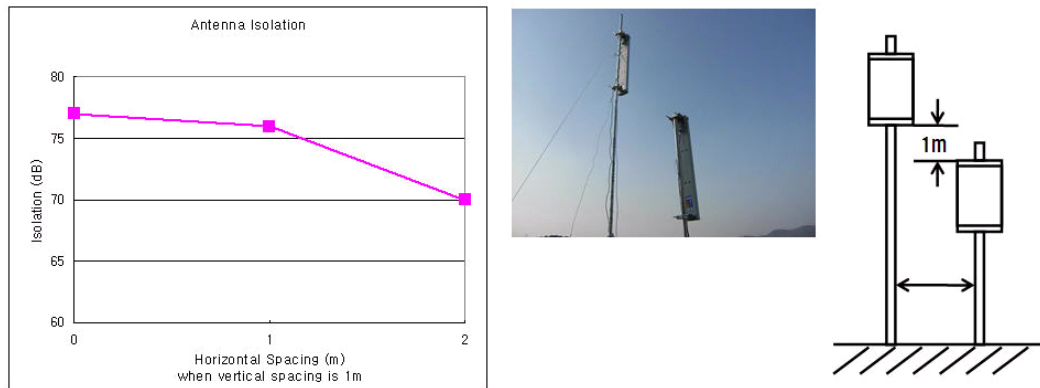 Antenna Isolation
80
75
70
65
60
Isolation (dB)
0 1 2
Horizontal Spacing (m)
when vertical spacing is 1m
1m